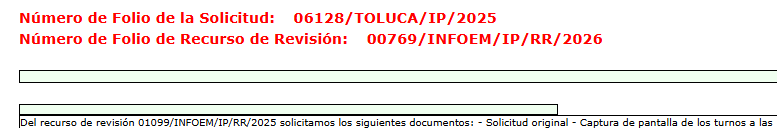 Número de Folio de la Solicitud: 06128/TOLUCA/IP/2025
Número de Folio de Recurso de Revisión: 00769/INFOEM/IP/RR/2026
Del recurso de revisión 01099/INFOEM/IP/RR/2025 solicitamos los siguientes documentos: - Solicitud original - Captura de pantalla de los turnos a las